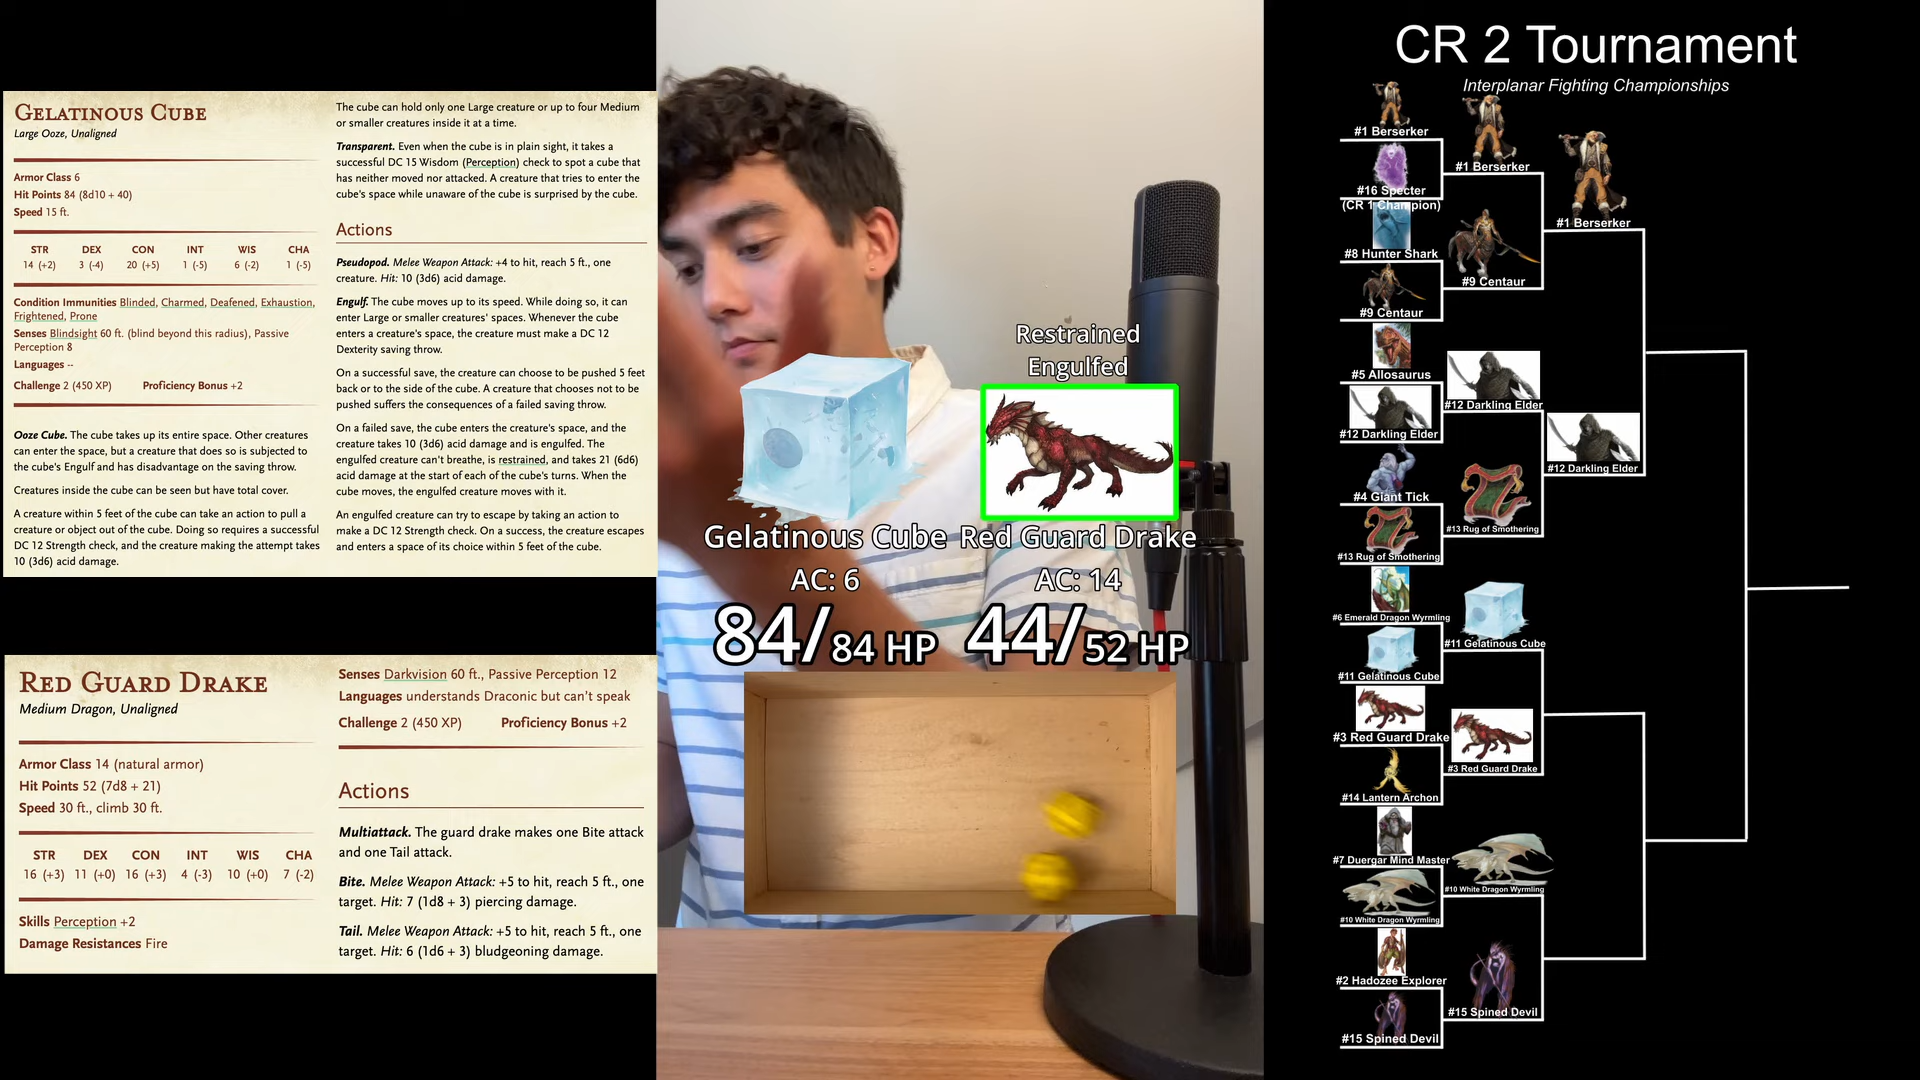 GELATINOUS CUBE
Large Ooze, Unaligned
Armor Class 6
Hit Points 84 (8d10 + 40)
Speed 15 ft.
STR DEX CON INT WIS CHA
14 (+2) 3 (-4) 20 (+5) 1 (-5) 6 (-2) 1 (-5)
Condition Immunities Blinded, Charmed, Deafened, Exhaustion,
Frightened, Prone
Senses Blindsight 60 ft. (blind beyond this radius), Passive
Perception 8
Languages --
Challenge 2 (450 XP) Proficiency Bonus +2
Ooze Cube. The cube takes up its entire space. Other creatures
can enter the space, but a creature that does so is subjected to
the cube's Engulf and has disadvantage on the saving throw.
Creatures inside the cube can be seen but have total cover.
A creature within 5 feet of the cube can take an action to pull a
creature or object out of the cube. Doing so requires a successful
DC 12 Strength check, and the creature making the attempt takes
10 (3d6) acid damage.
The cube can hold only one Large creature or up to four Medium
or smaller creatures inside it at a time.
Transparent. Even when the cube is in plain sight, it takes a
successful DC 15 Wisdom (Perception) check to spot a cube that
has neither moved nor attacked. A creature that tries to enter the
cube's space while unaware of the cube is surprised by the cube.
Actions
Pseudopod. Melee Weapon Attack: +4 to hit, reach 5 ft., one
creature. Hit: 10 (3d6) acid damage.
Engulf. The cube moves up to its speed. While doing so, it can
enter Large or smaller creatures' spaces. Whenever the cube
enters a creature's space, the creature must make a DC 12
Dexterity saving throw.
On a successful save, the creature can choose to be pushed 5 feet
back or to the side of the cube. A creature that chooses not to be
pushed suffers the consequences of a failed saving throw.
On a failed save, the cube enters the creature's space, and the
creature takes 10 (3d6) acid damage and is engulfed. The
engulfed creature can't breathe, is restrained, and takes 21 (6d6)
acid damage at the start of each of the cube's turns. When the
cube moves, the engulfed creature moves with it.
An engulfed creature can try to escape by taking an action to
make a DC 12 Strength check. On a success, the creature escapes
and enters a space of its choice within 5 feet of the cube.
RED GUARD DRAKE
Medium Dragon, Unaligned
Armor Class 14 (natural armor)
Hit Points 52 (7d8 + 21)
Speed 30 ft., climb 30 ft.
STR DEX CON INT WIS CHA
16 (+3) 11 (+0) 16 (+3) 4 (-3) 10 (+0) 7 (-2)
Skills Perception +2
Damage Resistances Fire
Senses Darkvision 60 ft., Passive Perception 12
Languages understands Draconic but can't speak
Challenge 2 (450 XP) Proficiency Bonus +2
Actions
Multiattack. The guard drake makes one Bite attack
and one Tail attack.
Bite. Melee Weapon Attack: +5 to hit, reach 5 ft., one
target. Hit: 7 (1d8 + 3) piercing damage.
Tail. Melee Weapon Attack: +5 to hit, reach 5 ft., one
target. Hit: 6 (1d6 + 3) bludgeoning damage.
Restrained
Engulfed
Gelatinous Cube Red Guard Drake
AC: 6 AC: 14
84/84 HP 44/52 HP
CR 2 Tournament
Interplanar Fighting Championships
#1 Berserker
#16 Specter
(CR 1 Champion)
#8 Hunter Shark
#9 Centaur
#5 Allosaurus
#12 Darkling Elder
#4 Giant Tick
#13 Rug of Smothering
#6 Emerald Dragon Wyrmling
#11 Gelatinous Cube
#3 Red Guard Drake
#14 Lantern Archon
#7 Duergar Mind Master
#10 White Dragon Wyrmling
#2 Hadozee Explorer
#15 Spined Devil
#1 Berserker
#9 Centaur
#12 Darkling Elder
#13 Rug of Smothering
#11 Gelatinous Cube
#3 Red Guard Drake
#10 White Dragon Wyrmling
#15 Spined Devil
#1 Berserker
#12 Darkling Elder